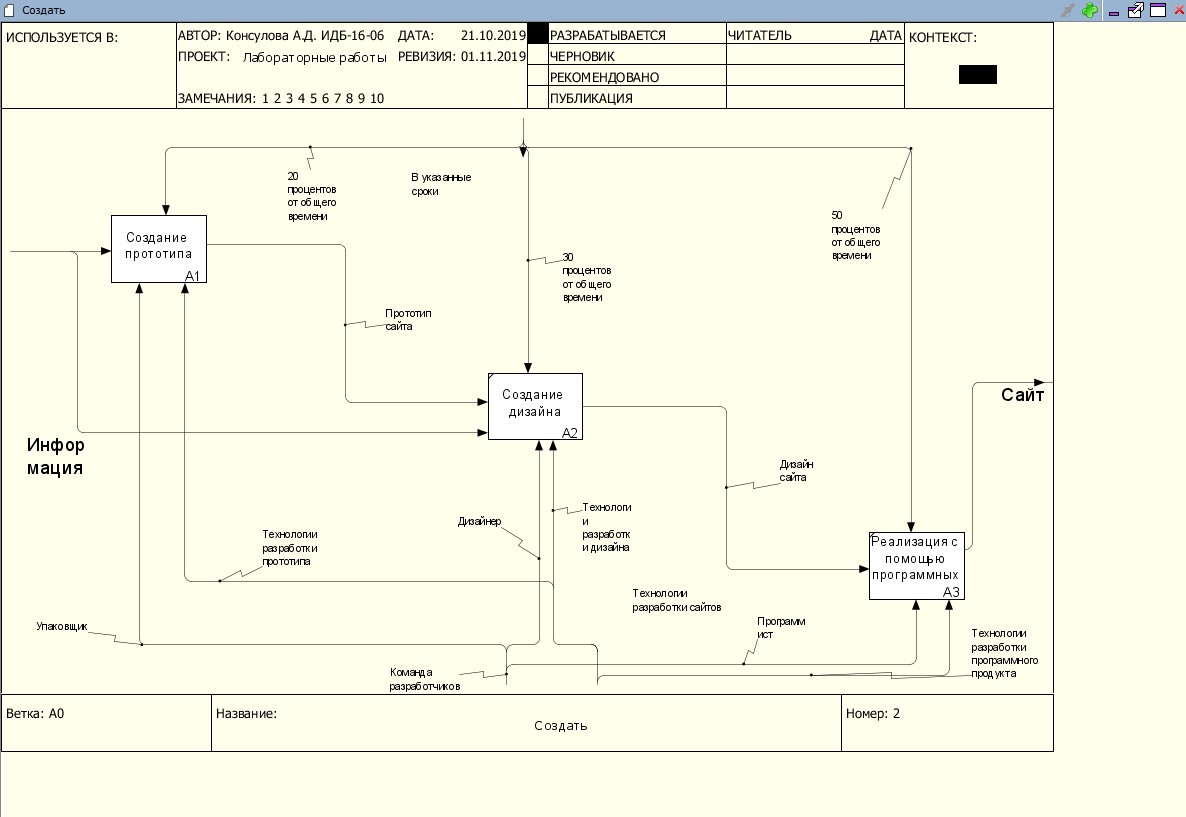 Создать
ИСПОЛЬЗУЕТСЯ В:
АВТОР: Консулова А.Д. ИДБ-16-06
ДАТА: 21.10.2019
ПРОЕКТ: Лабораторные работы
РЕВИЗИЯ: 01.11.2019
ЗАМЕЧАНИЯ: 1 2 3 4 5 6 7 8 9 10
РАЗРАБАТЫВАЕТСЯ
ЧЕРНОВИК
РЕКОМЕНДОВАНО
ПУБЛИКАЦИЯ
ЧИТАТЕЛЬ
ДАТА
КОНТЕКСТ:
20
процентов
от общего
времени
В указанные
сроки
50
процентов
от общего
времени
Создание
прототипа
A1
30
процентов
от общего
времени
Прототип
сайта
Создание
дизайна
A2
Сайт
Инфор
мация
Дизайн
сайта
Дизайнер
Технологи
и
разработк
и дизайна
Технологии
разработки
прототипа
Реализация с
помощью
программных
A3
Технологии
разработки сайтов
Упаковщик
Программ
ист
Технологии
разработки
программного
продукта
Команда
разработчиков
Ветка: A0
Название:
Создать
Номер: 2